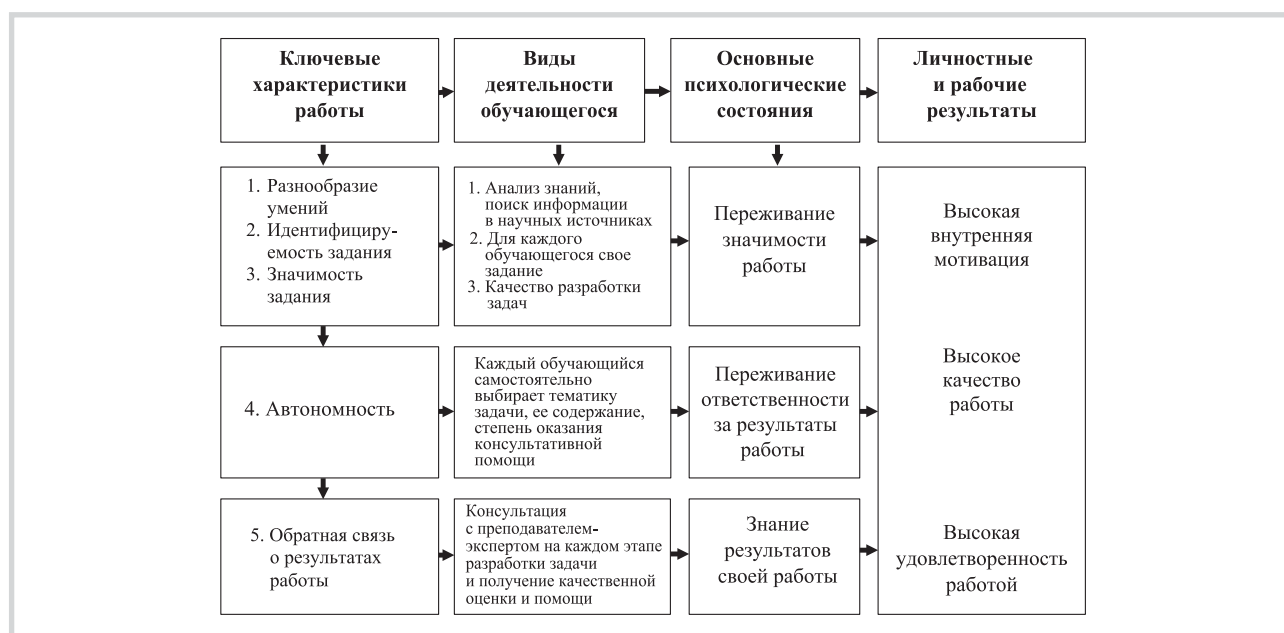 Ключевые
характеристики
работы
Виды
деятельности
обучающегося
Основные
психологические
состояния
Личностные
и рабочие
результаты
1. Разнообразие
умений
2. Идентифициру-
емость задания
3. Значимость
задания
1. Анализ знаний,
поиск информации
в научных источниках
2. Для каждого
обучающегося свое
задание
3. Качество разработки
задач
Переживание
значимости
работы
Высокая
внутренняя
мотивация
4. Автономность
Каждый обучающийся
самостоятельно
выбирает тематику
задачи, ее содержание,
степень оказания
консультативной
помощи
Переживание
ответственности
за результаты
работы
Высокое
качество
работы
5. Обратная связь
о результатах
работы
Консультация
с преподавателем-
экспертом на каждом этапе
разработки задачи
и получение качественной
оценки и помощи
Знание
результатов
своей работы
Высокая
удовлетворенность
работой